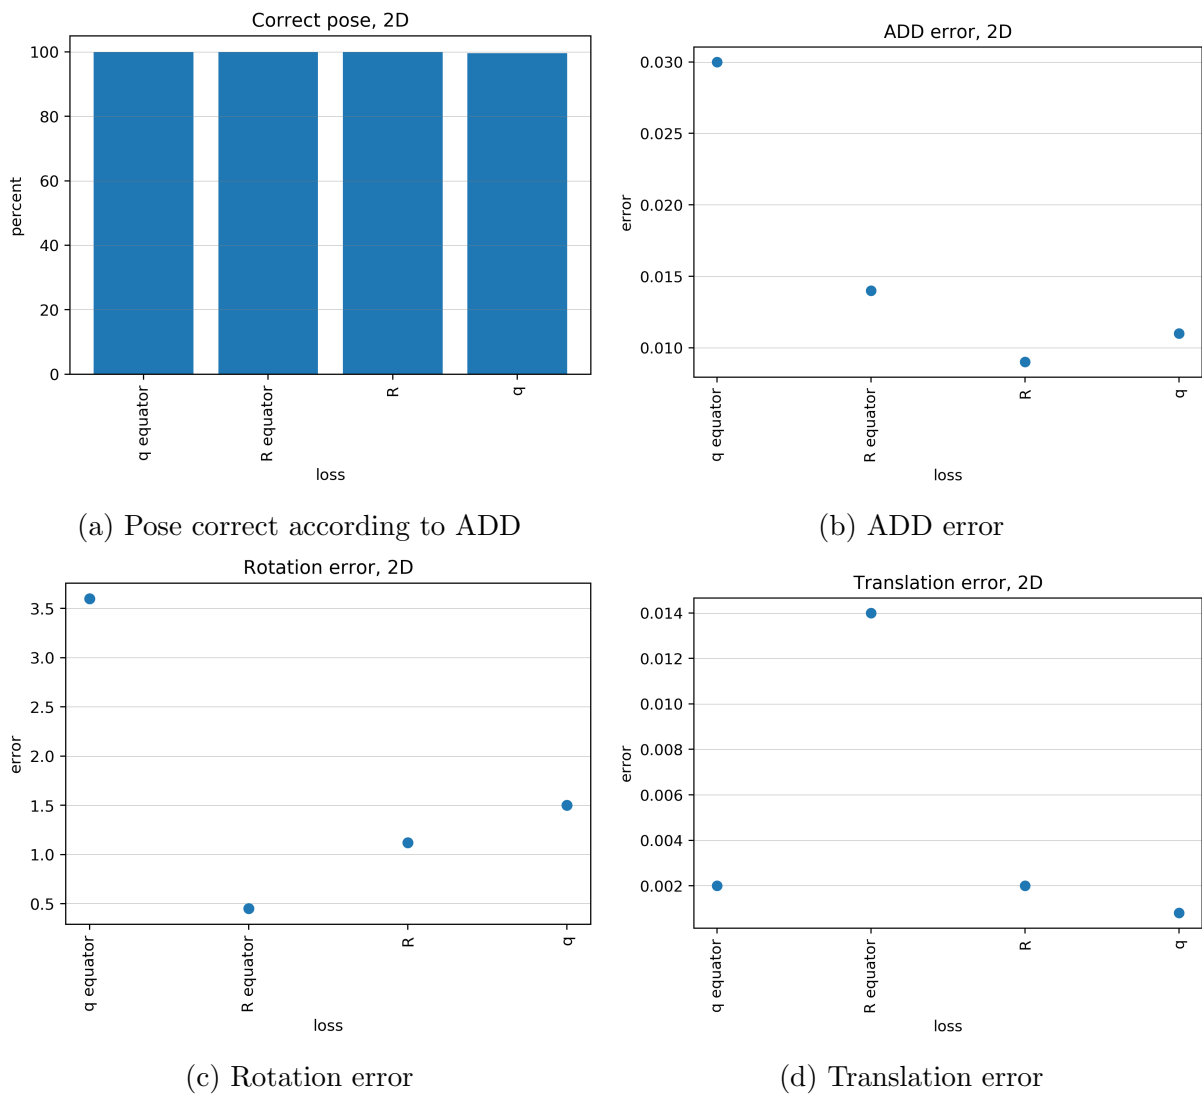 Correct pose, 2D
100
80
60
40
20
0
percent
q equator
R equator
R
q
loss
(a) Pose correct according to ADD
ADD error, 2D
0.030
0.025
0.020
0.015
0.010
error
q equator
R equator
R
q
loss
(b) ADD error
Rotation error, 2D
3.5
3.0
2.5
2.0
1.5
1.0
0.5
error
q equator
R equator
R
q
loss
(c) Rotation error
Translation error, 2D
0.014
0.012
0.010
0.008
0.006
0.004
0.002
error
q equator
R equator
R
q
loss
(d) Translation error